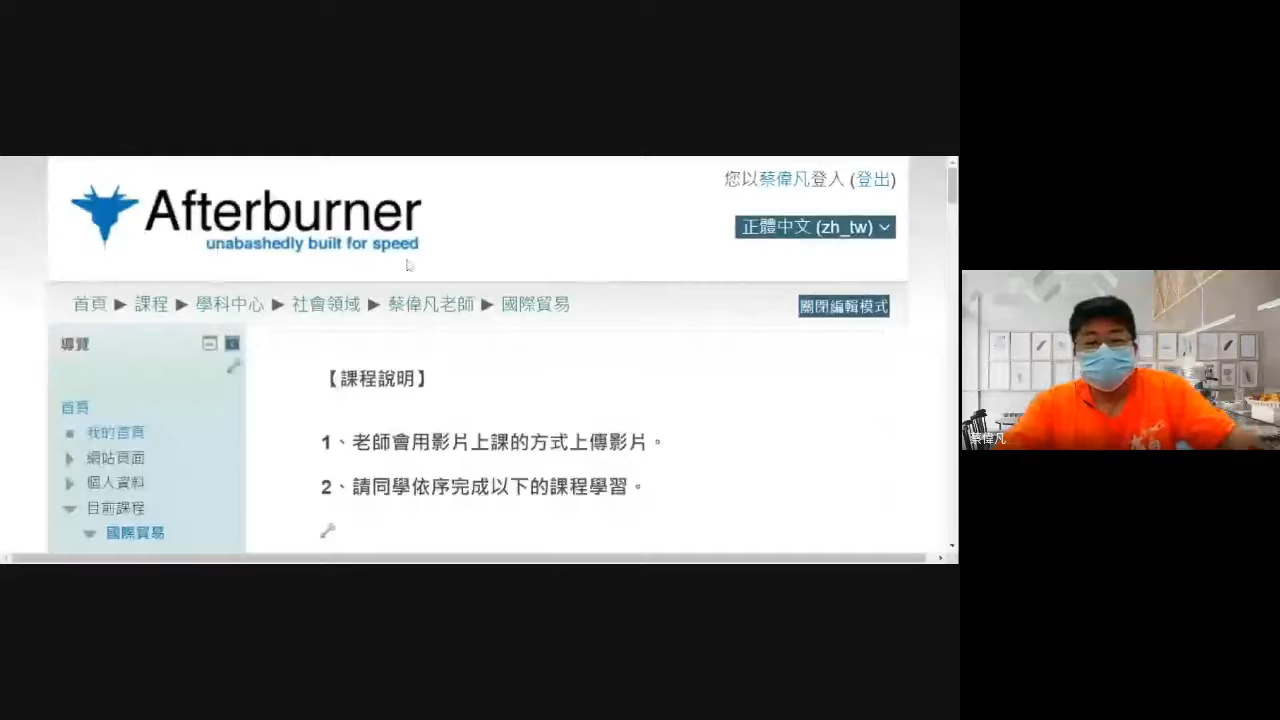 Afterburner
unabashedly built for speed
您以蔡偉凡登入 (登出)
正體中文 (zh_tw)
首頁 ▶ 課程 ▶ 學科中心 ▶ 社會領域 ▶ 蔡偉凡老師 ▶ 國際貿易
關閉編輯模式
導覽
首頁
我的首頁
網站頁面
個人資料
目前課程
國際貿易
【課程說明】
1、老師會用影片上課的方式上傳影片。
2、請同學依序完成以下的課程學習。
蔡偉凡